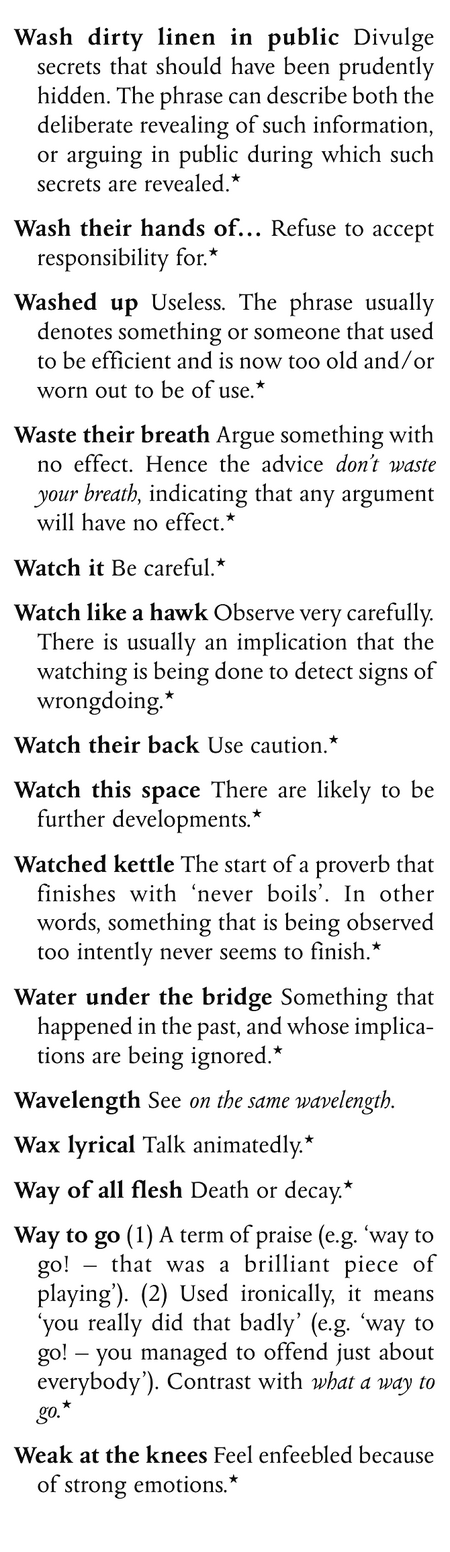 Wash dirty linen in public Divulge
secrets that should have been prudently
hidden. The phrase can describe both the
deliberate revealing of such information,
or arguing in public during which such
secrets are revealed.★
Wash their hands of… Refuse to accept
responsibility for.★
Washed up Useless. The phrase usually
denotes something or someone that used
to be efficient and is now too old and/or
worn out to be of use.★
Waste their breath Argue something with
no effect. Hence the advice don't waste
your breath, indicating that any argument
will have no effect.★
Watch it Be careful.★
Watch like a hawk Observe very carefully.
There is usually an implication that the
watching is being done to detect signs of
wrongdoing.★
Watch their back Use caution.★
Watch this space There are likely to be
further developments.★
Watched kettle The start of a proverb that
finishes with ‘never boils’. In other
words, something that is being observed
too intently never seems to finish.★
Water under the bridge Something that
happened in the past, and whose implica-
tions are being ignored.★
Wavelength See on the same wavelength.
Wax lyrical Talk animatedly.★
Way of all flesh Death or decay.★
Way to go (1) A term of praise (e.g. ‘way to
go! – that was a brilliant piece of
playing’). (2) Used ironically, it means
‘you really did that badly’ (e.g. ‘way to
go! – you managed to offend just about
everybody’). Contrast with what a way to
go.★
Weak at the knees Feel enfeebled because
of strong emotions.★